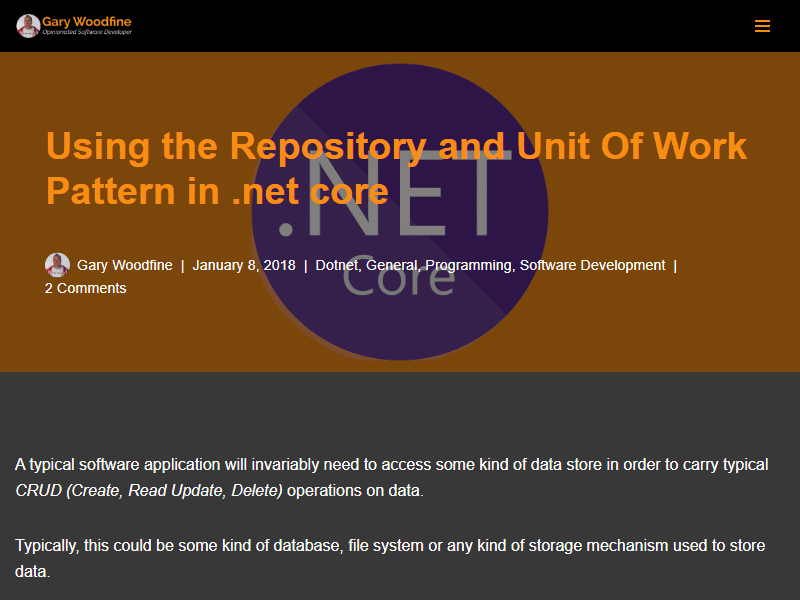 Gary Woodfine
Opinionated Software Developer
Using the Repository and Unit Of Work
Pattern in .net core
.NET
Core
Gary Woodfine | January 8, 2018 | Dotnet, General, Programming, Software Development |
2 Comments
A typical software application will invariably need to access some kind of data store in order to carry typical
CRUD (Create, Read Update, Delete) operations on data.
Typically, this could be some kind of database, file system or any kind of storage mechanism used to store
data.